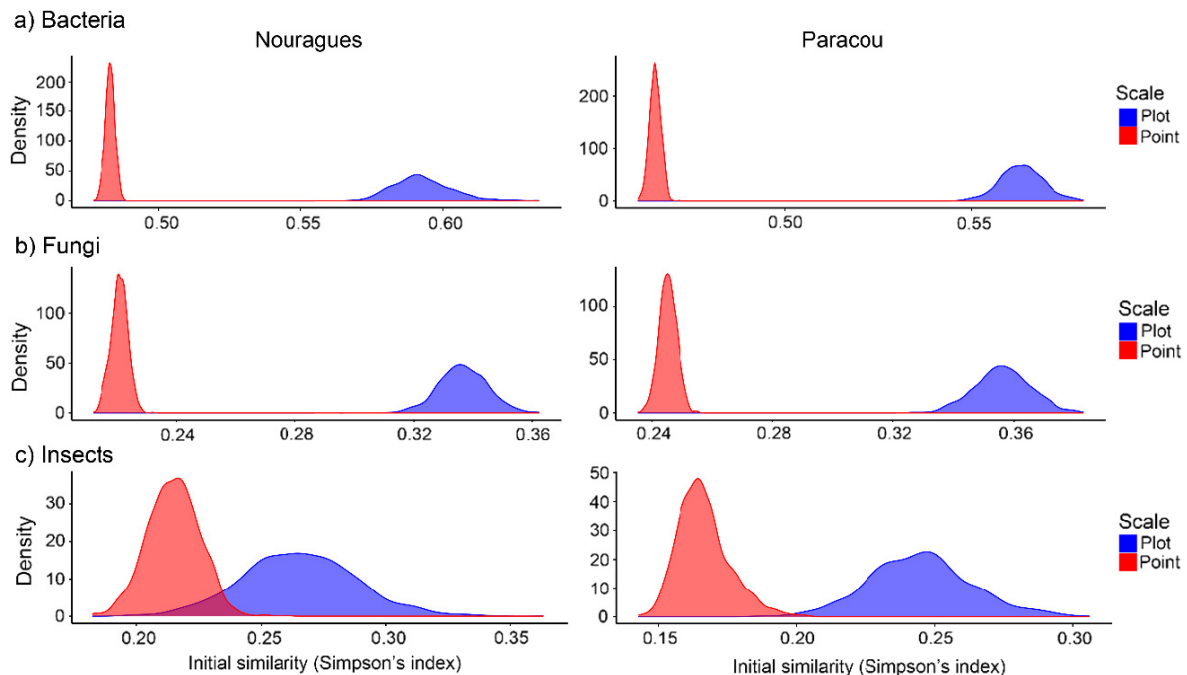 a) Bacteria
Nouragues
Paracou
Density
200
150
100
50
0
0.50
0.55
0.60
200
100
0
0.50
0.55
Scale
Plot
Point
b) Fungi
Density
100
50
0
0.24
0.28
0.32
0.36
100
50
0
0.24
0.28
0.32
0.36
Scale
Plot
Point
c) Insects
Density
30
20
10
0
0.20
0.25
0.30
0.35
Initial similarity (Simpson's index)
50
40
30
20
10
0
0.15
0.20
0.25
0.30
Initial similarity (Simpson's index)
Scale
Plot
Point